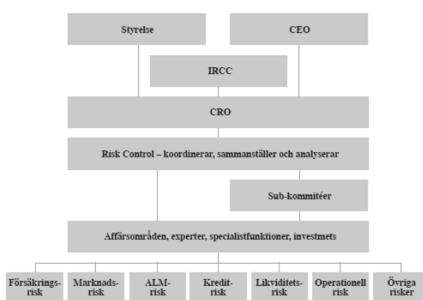 Styrelse
CEO
IRCC
CRO
Risk Control – koordinerar, sammanställer och analyserar
Sub-kommitéer
Affärsområden, experter, specialistfunktioner, investmets
Försäkrings-
risk
Marknads-
risk
ALM-
risk
Kredit-
risk
Likviditets-
risk
Operationell
risk
Övriga
risker